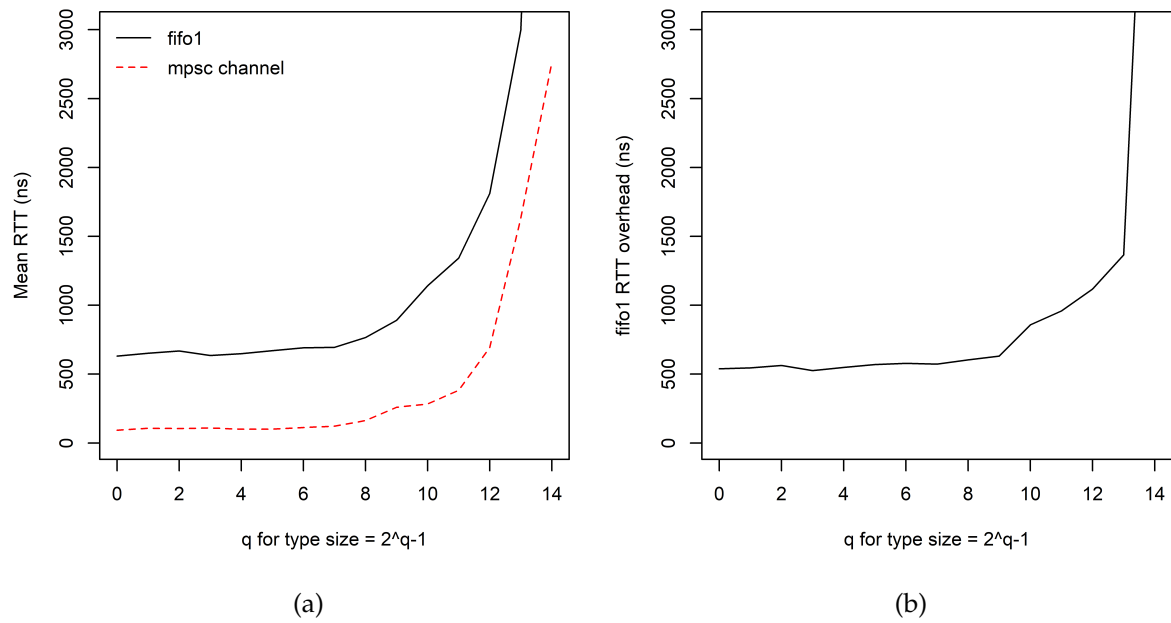 fifo1
mpsc channel
Mean RTT (ns)
0 500 1000 1500 2000 2500 3000
0 2 4 6 8 10 12 14
q for type size = 2^q-1
(a)
fifo1 RTT overhead (ns)
0 500 1000 1500 2000 2500 3000
0 2 4 6 8 10 12 14
q for type size = 2^q-1
(b)